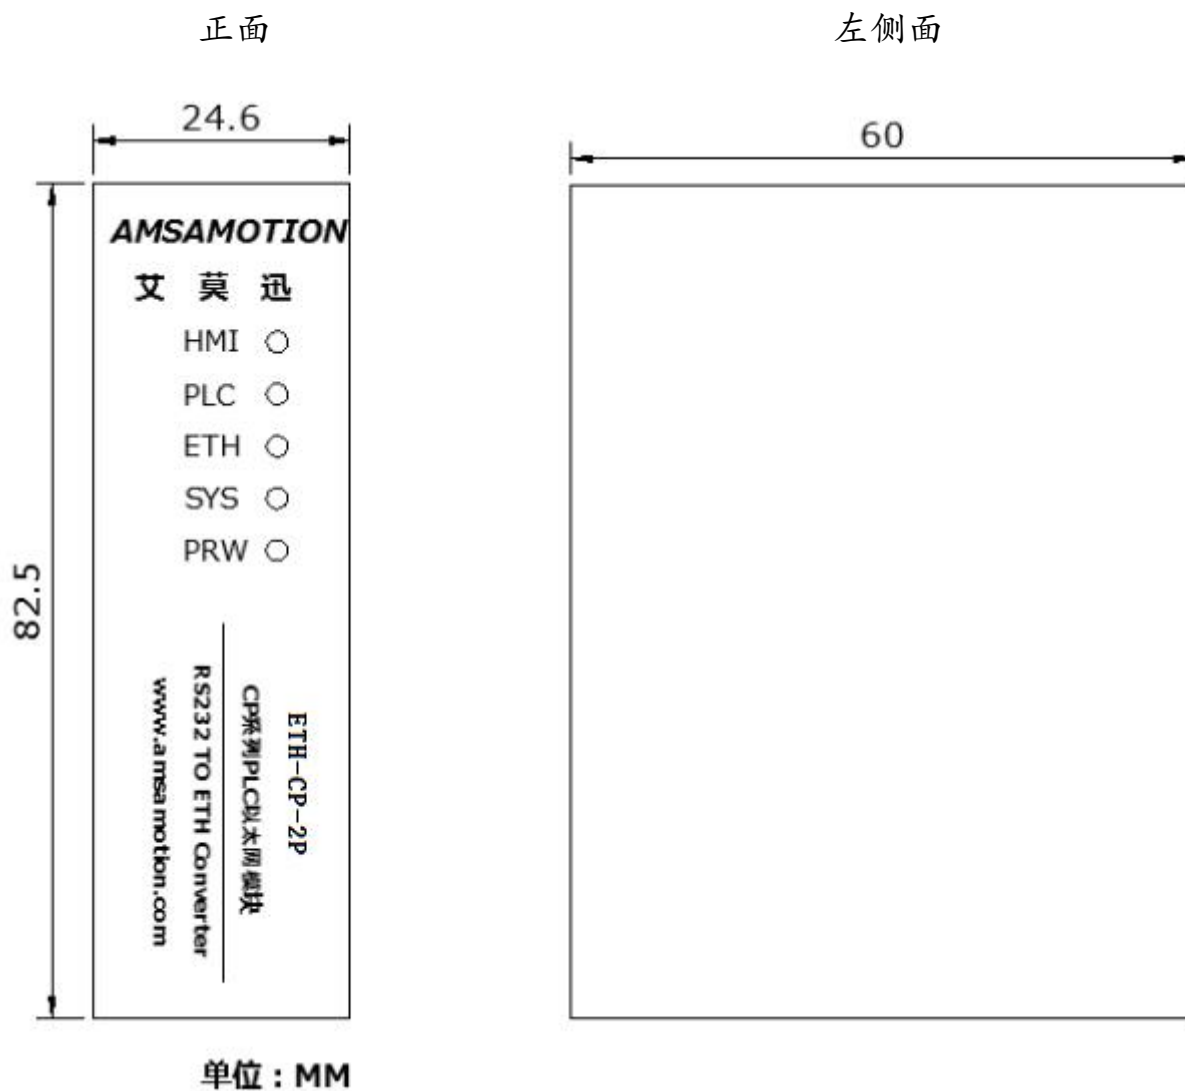 正面
左侧面
24.6
60
AMSAMOTION
艾 莫 迅
HMI
PLC
ETH
SYS
PRW
82.5
ETH-CP-2P
CP系列PLC以太网模块
RS232 TO ETH Converter
www.amsamotion.com
单位：MM